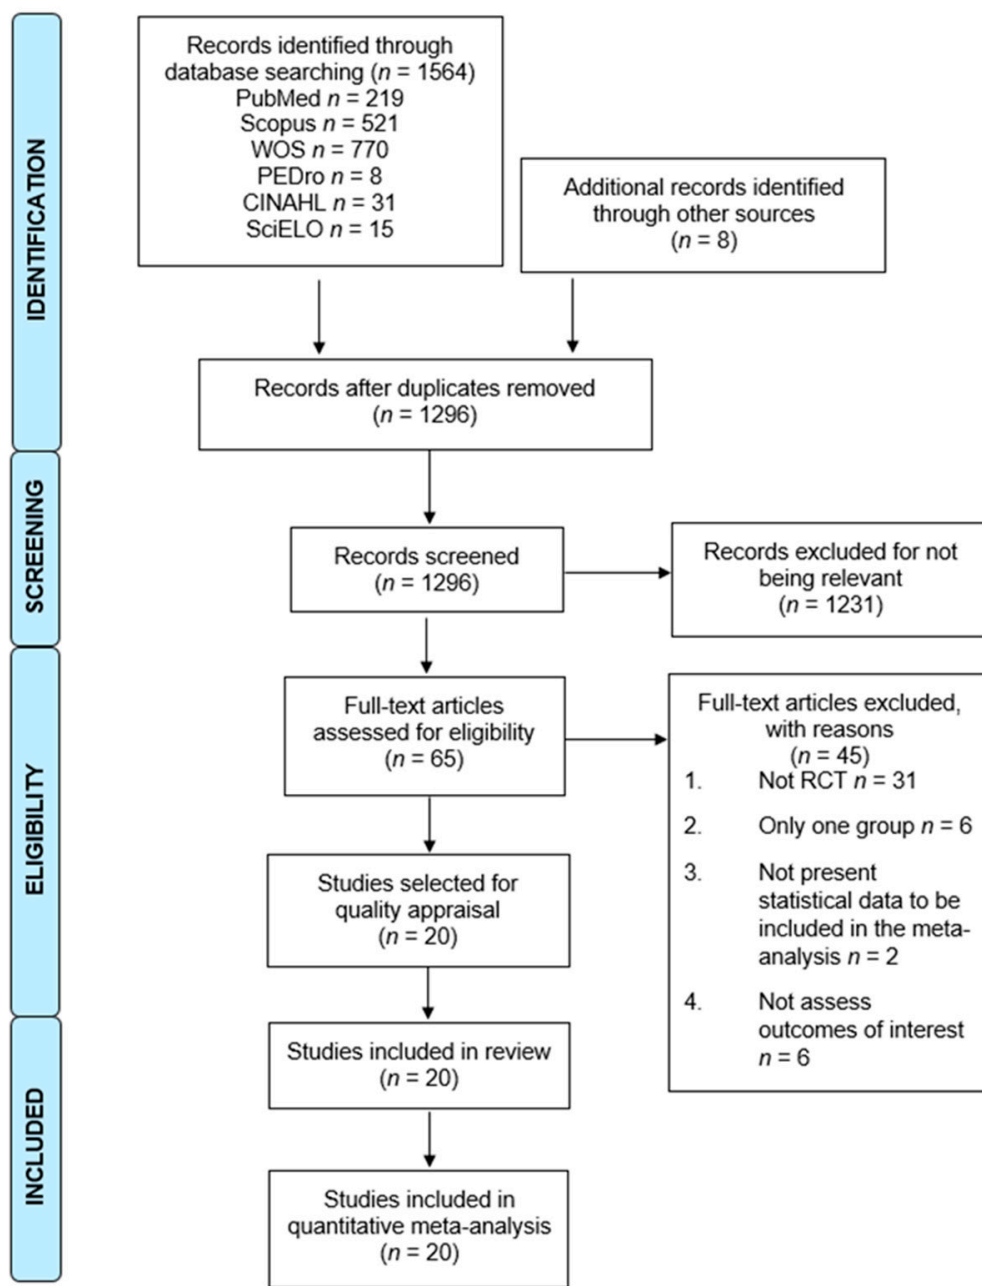 IDENTIFICATION
Records identified through
database searching (n = 1564)
PubMed n = 219
Scopus n = 521
WOS n = 770
PEDro n = 8
CINAHL n = 31
SciELO n = 15
Additional records identified
through other sources
(n = 8)
Records after duplicates removed
(n = 1296)
SCREENING
Records screened
(n = 1296)
Records excluded for not
being relevant
(n = 1231)
ELIGIBILITY
Full-text articles
assessed for eligibility
(n = 65)
Full-text articles excluded,
with reasons
(n = 45)
1. Not RCT n = 31
2. Only one group n = 6
3. Not present
statistical data to be
included in the meta-
analysis n = 2
4. Not assess
outcomes of interest
n = 6
Studies selected for
quality appraisal
(n = 20)
INCLUDED
Studies included in review
(n = 20)
Studies included in
quantitative meta-analysis
(n = 20)